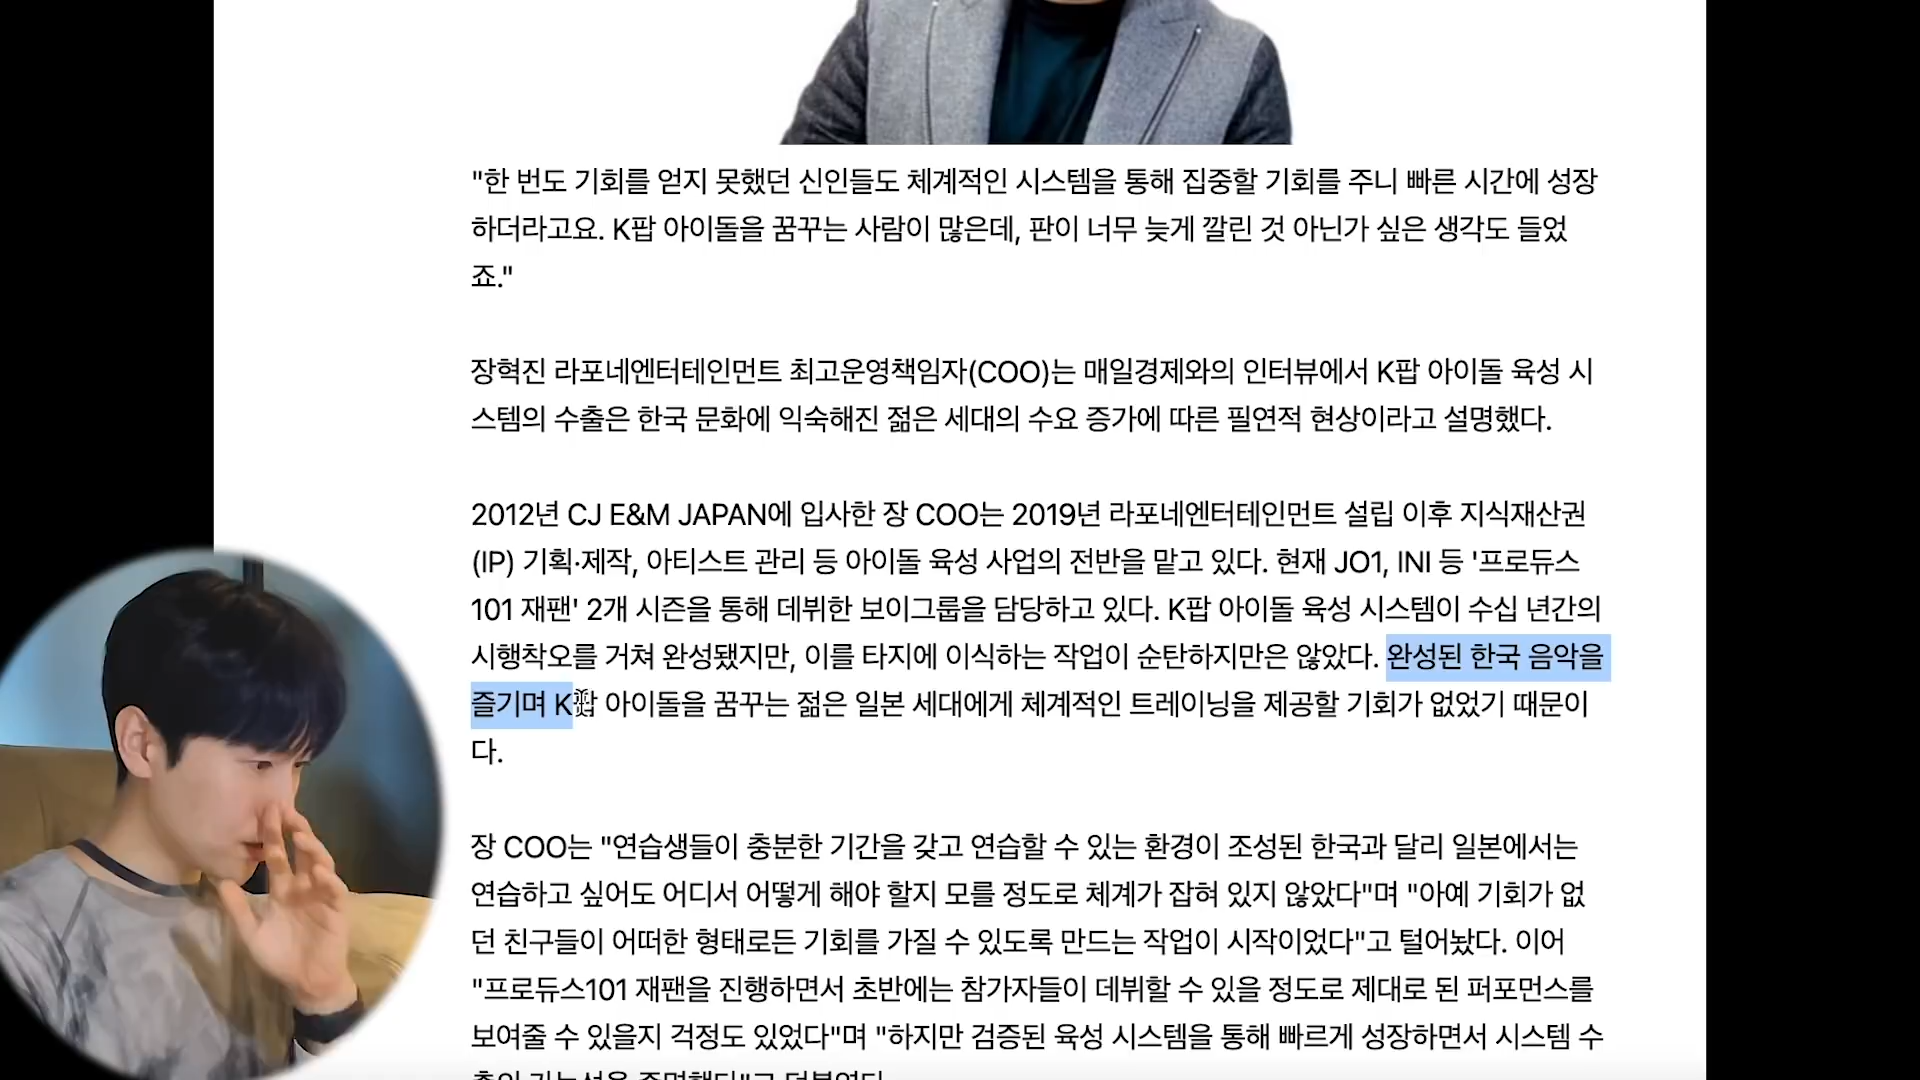 "한 번도 기회를 얻지 못했던 신인들도 체계적인 시스템을 통해 집중할 기회를 주니 빠른 시간에 성장
하더라고요. K팝 아이돌을 꿈꾸는 사람이 많은데, 판이 너무 늦게 깔린 것 아닌가 싶은 생각도 들었
죠."
장혁진 라포네엔터테인먼트 최고운영책임자(COO)는 매일경제와의 인터뷰에서 K팝 아이돌 육성 시
스템의 수출은 한국 문화에 익숙해진 젊은 세대의 수요 증가에 따른 필연적 현상이라고 설명했다.
2012년 CJ E&M JAPAN에 입사한 장 COO는 2019년 라포네엔터테인먼트 설립 이후 지식재산권
(IP) 기획·제작, 아티스트 관리 등 아이돌 육성 사업의 전반을 맡고 있다. 현재 JO1, INI 등 '프로듀스
101 재팬' 2개 시즌을 통해 데뷔한 보이그룹을 담당하고 있다. K팝 아이돌 육성 시스템이 수십 년간의
시행착오를 거쳐 완성됐지만, 이를 타지에 이식하는 작업이 순탄하지만은 않았다. 완성된 한국 음악을
즐기며 K팝 아이돌을 꿈꾸는 젊은 일본 세대에게 체계적인 트레이닝을 제공할 기회가 없었기 때문이
다.
장 COO는 "연습생들이 충분한 기간을 갖고 연습할 수 있는 환경이 조성된 한국과 달리 일본에서는
연습하고 싶어도 어디서 어떻게 해야 할지 모를 정도로 체계가 잡혀 있지 않았다"며 "아예 기회가 없
던 친구들이 어떠한 형태로든 기회를 가질 수 있도록 만드는 작업이 시작이었다"고 털어놨다. 이어
"프로듀스101 재팬을 진행하면서 초반에는 참가자들이 데뷔할 수 있을 정도로 제대로 된 퍼포먼스를
보여줄 수 있을지 걱정도 있었다"며 "하지만 검증된 육성 시스템을 통해 빠르게 성장하면서 시스템 수